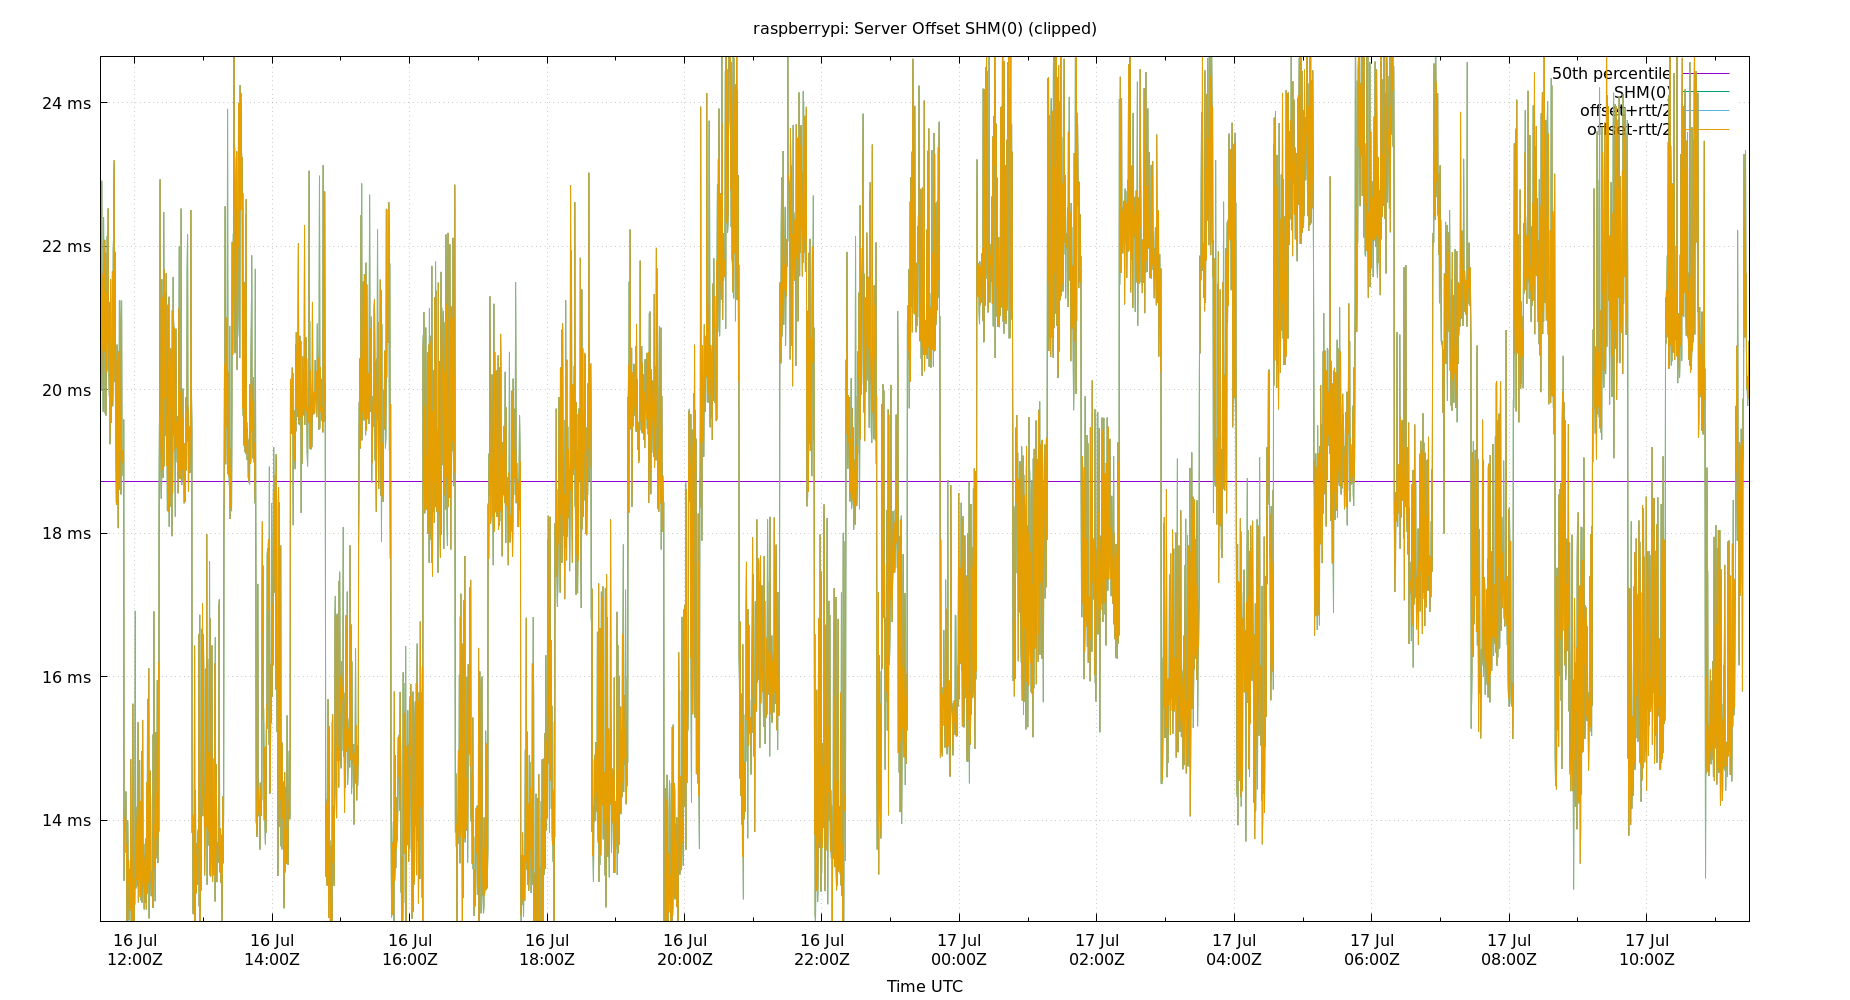 raspberrypi: Server Offset SHM(0) (clipped)
50th percentile
SHM(0)
offset+rtt/2
offset-rtt/2
24 ms
22 ms
20 ms
18 ms
16 ms
14 ms
16 Jul 16 Jul 16 Jul 16 Jul 16 Jul 16 Jul 17 Jul 17 Jul 17 Jul 17 Jul 17 Jul 17 Jul
12:00Z 14:00Z 16:00Z 18:00Z 20:00Z 22:00Z 00:00Z 02:00Z 04:00Z 06:00Z 08:00Z 10:00Z
Time UTC